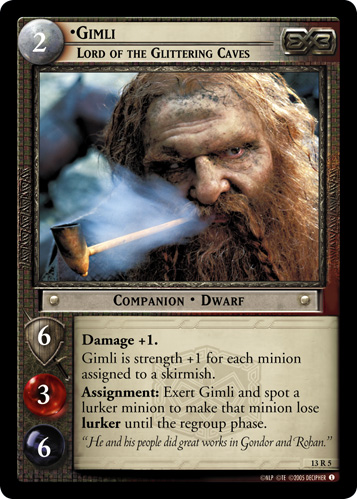 2
•Gimli
Lord of the Glittering Caves
Companion • Dwarf
6
3
6
Damage +1.
Gimli is strength +1 for each minion
assigned to a skirmish.
Assignment: Exert Gimli and spot a
lurker minion to make that minion lose
lurker until the regroup phase.
"He and his people did great works in Gondor and Rohan."
13 R 5
©NLP ©TE ©2005 DECIPHER